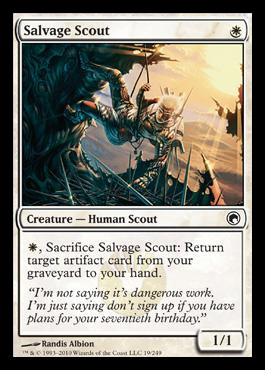 Salvage Scout
Creature — Human Scout
, Sacrifice Salvage Scout: Return
target artifact card from your
graveyard to your hand.
“I’m not saying it’s dangerous work.
I’m just saying don’t sign up if you have
plans for your seventieth birthday.”
Randis Albion
1/1
™ & © 1993–2010 Wizards of the Coast LLC 19/249